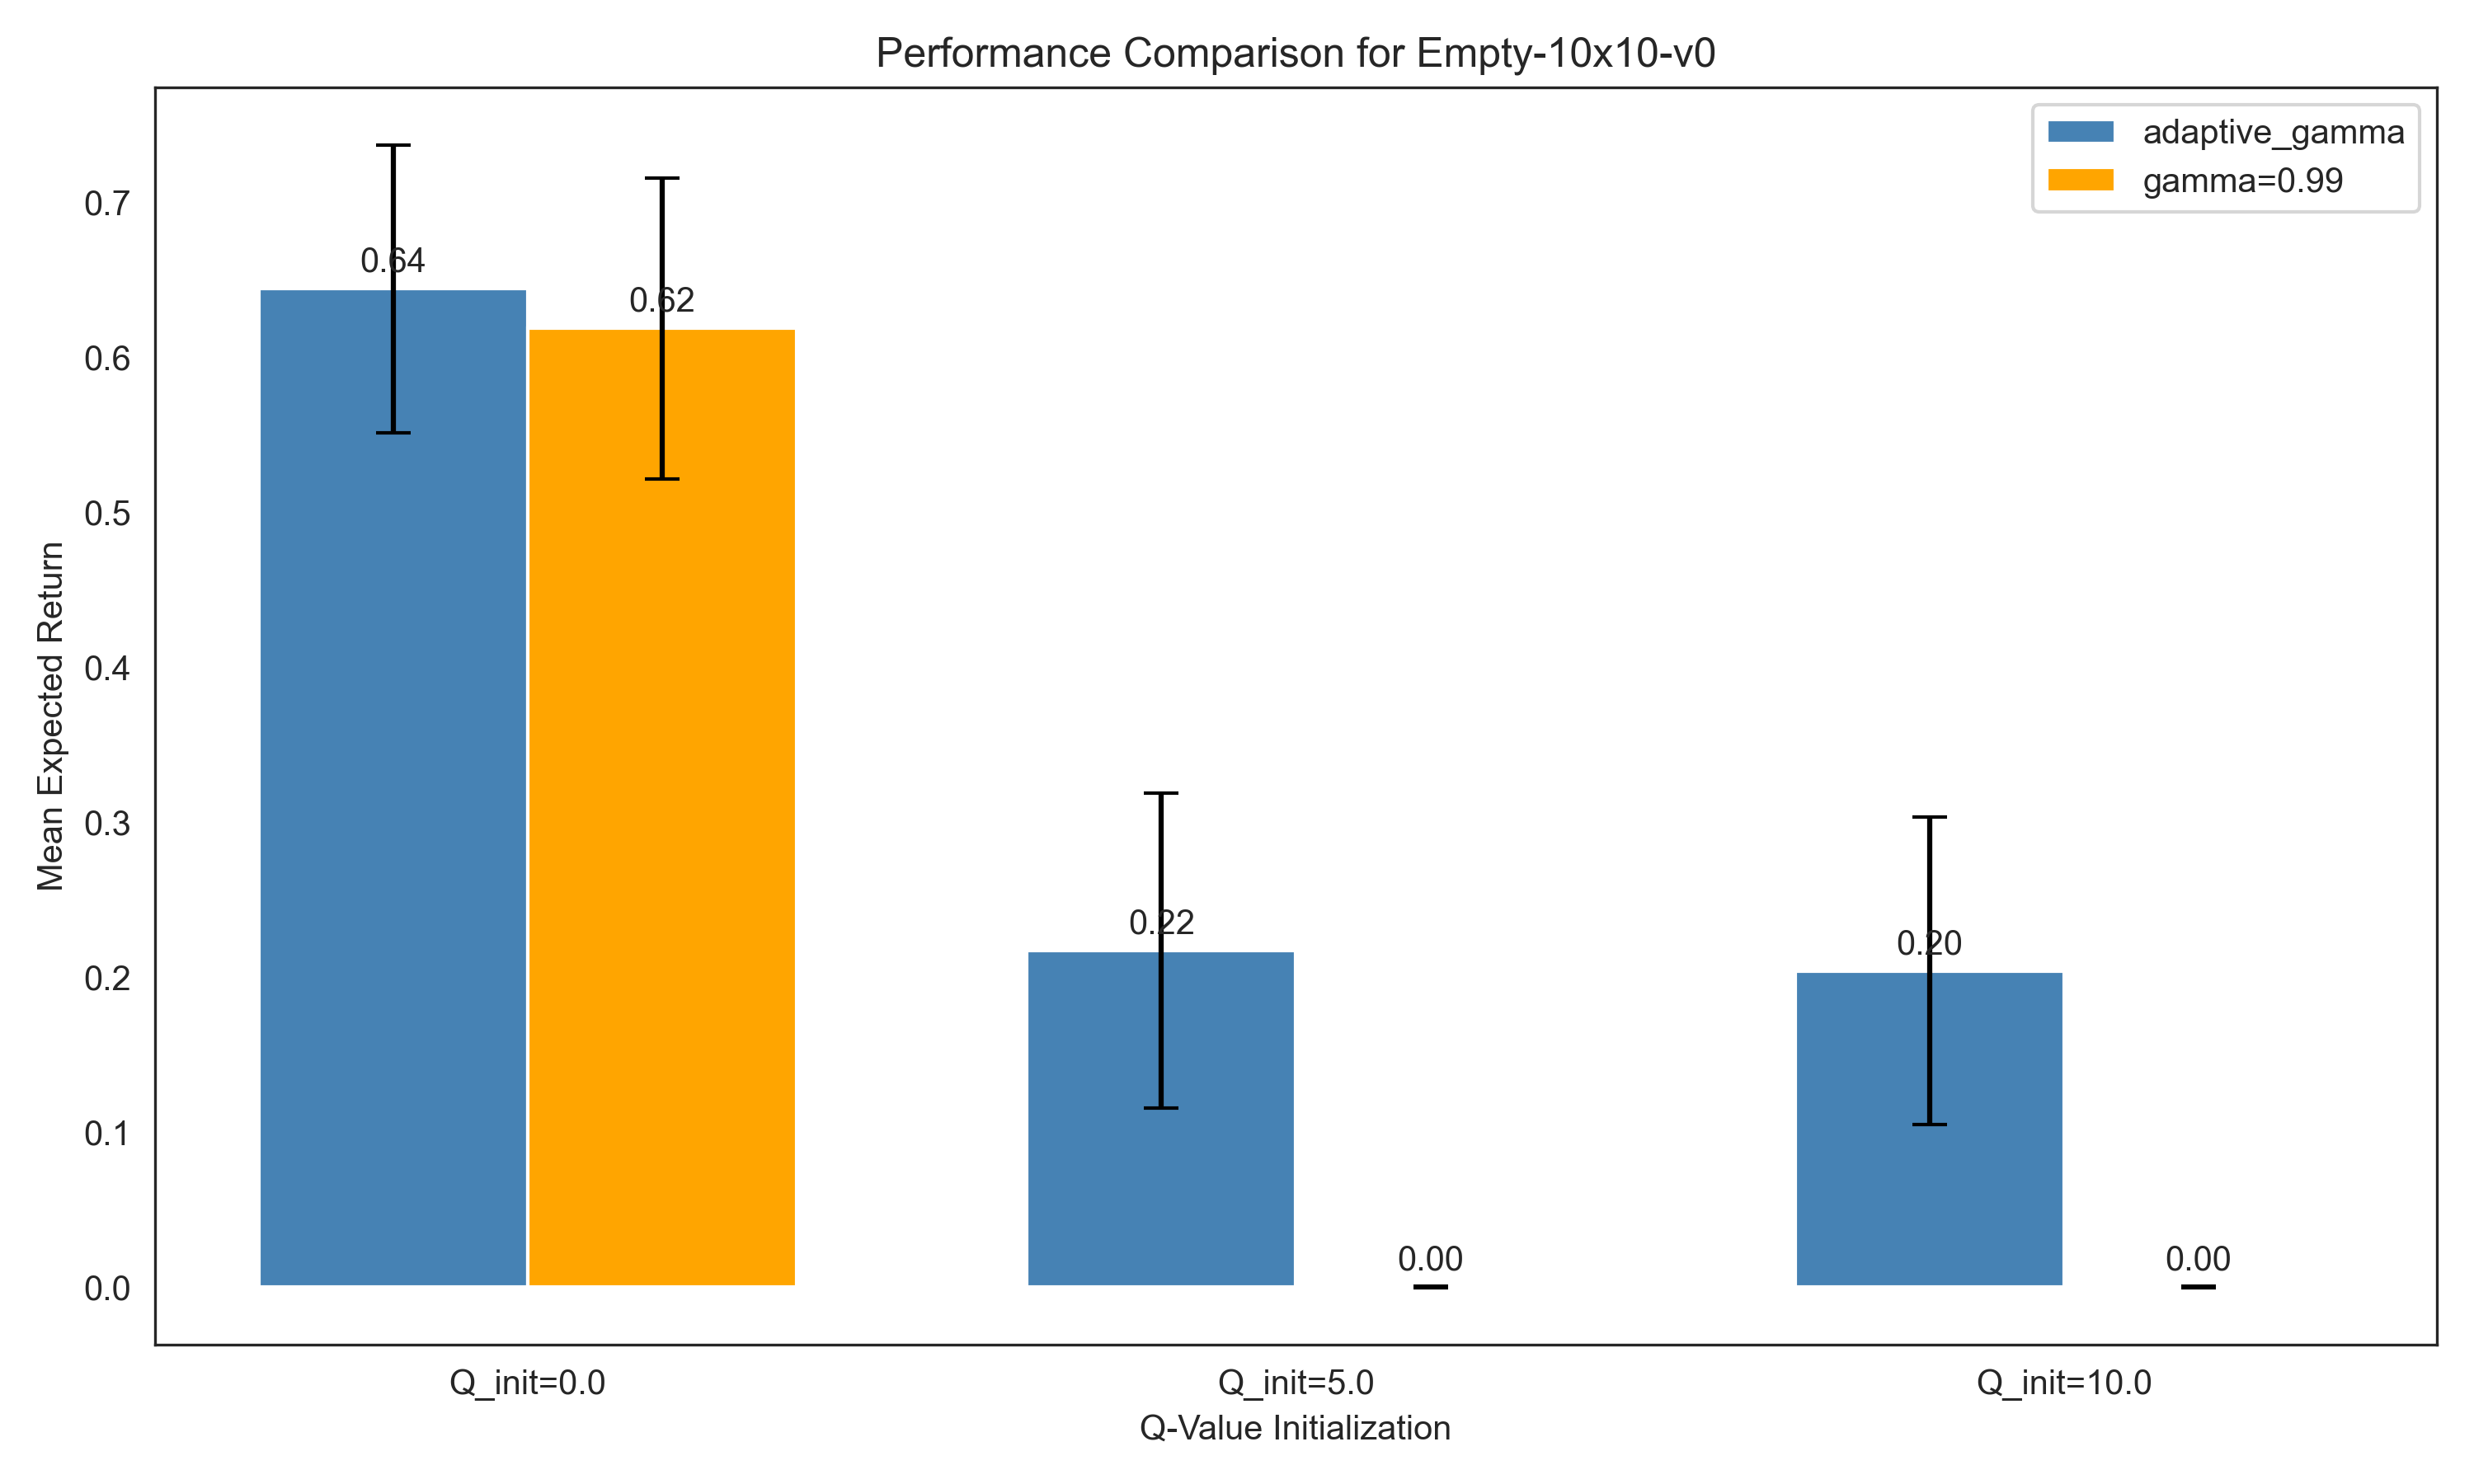 Performance Comparison for Empty-10x10-v0
adaptive_gamma
gamma=0.99
Mean Expected Return
0.7
0.6
0.5
0.4
0.3
0.2
0.1
0.0
0.64
0.62
0.22
0.00
0.20
0.00
Q_init=0.0
Q_init=5.0
Q_init=10.0
Q-Value Initialization